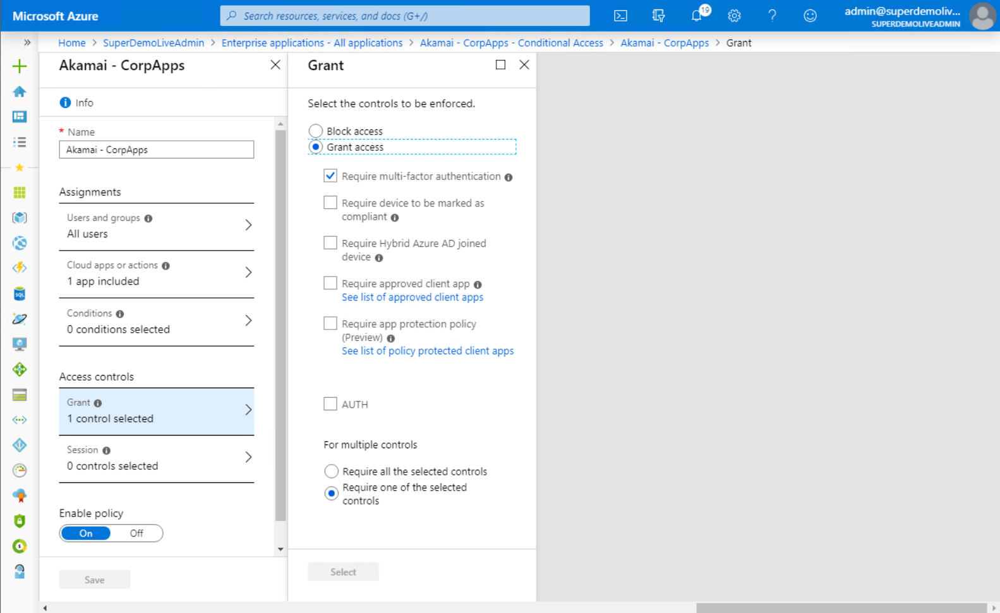 Microsoft Azure
Search resources, services, and docs (G+/)
19
admin@superdemoliv...
SUPERDEMOLIVEADMIN
Home > SuperDemoLiveAdmin > Enterprise applications - All applications > Akamai - CorpApps - Conditional Access > Akamai - CorpApps > Grant
Akamai - CorpApps
Info
* Name
Akamai - CorpApps
Assignments
Users and groups
All users
Cloud apps or actions
1 app included
Conditions
0 conditions selected
Access controls
Grant
1 control selected
Session
0 controls selected
Enable policy
On Off
Save
Grant
Select the controls to be enforced.
Block access
Grant access
Require multi-factor authentication
Require device to be marked as
compliant
Require Hybrid Azure AD joined
device
Require approved client app
See list of approved client apps
Require app protection policy
(Preview)
See list of policy protected client apps
AUTH
For multiple controls
Require all the selected controls
Require one of the selected
controls
Select
SQL